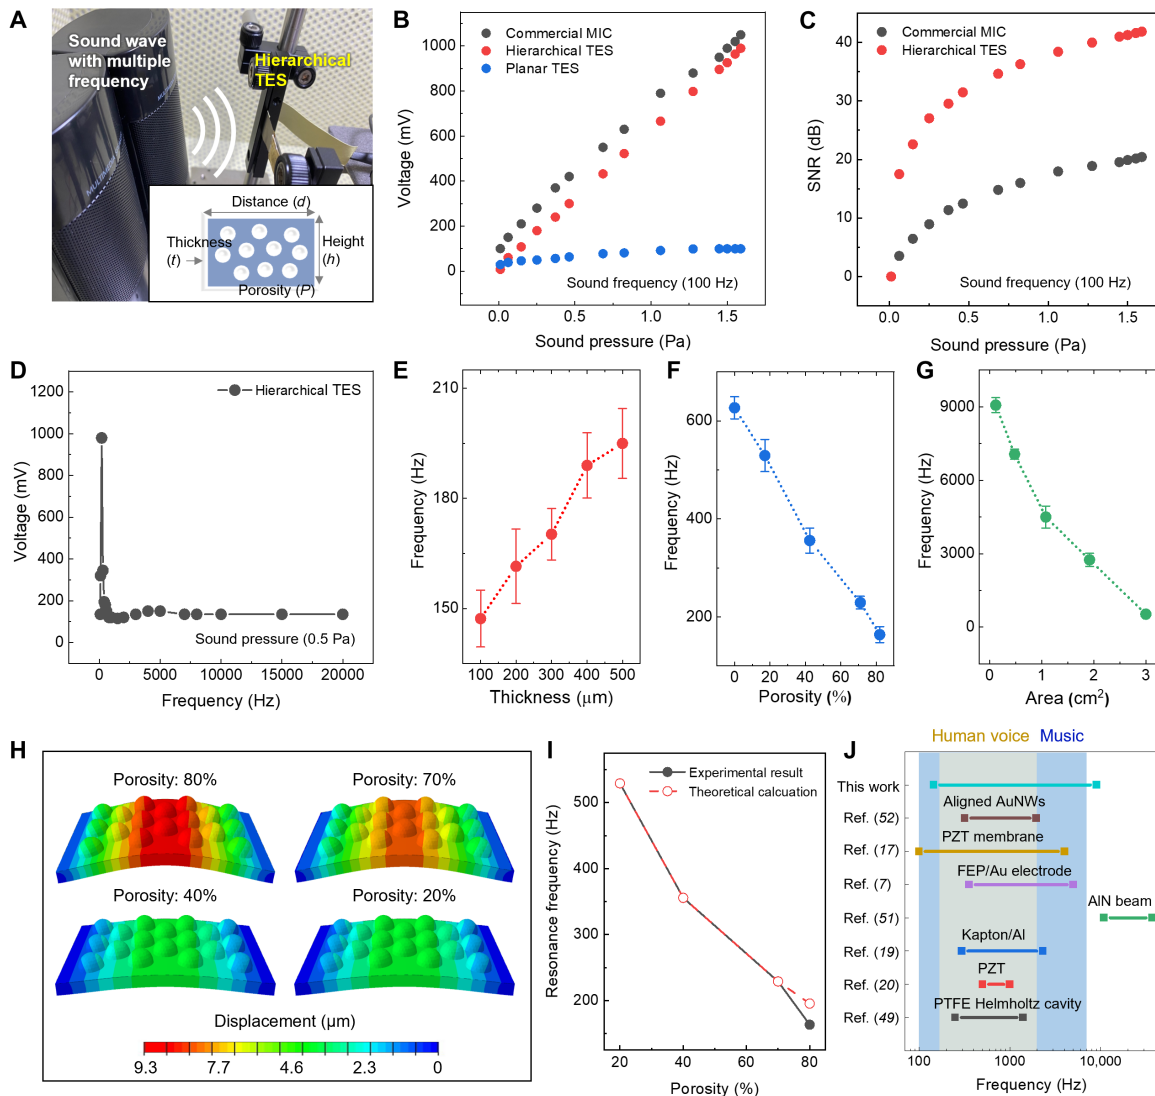 A
Sound wave
with multiple
frequency
Hierarchical
TES
Distance (d)
Thickness
(t)
Height
(h)
Porosity (P)
B
Commercial MIC
Hierarchical TES
Planar TES
1000
800
600
400
200
0
Voltage (mV)
Sound frequency (100 Hz)
0.0
0.5
1.0
1.5
Sound pressure (Pa)
C
Commercial MIC
Hierarchical TES
40
30
20
10
0
SNR (dB)
Sound frequency (100 Hz)
0.0
0.5
1.0
1.5
Sound pressure (Pa)
D
Hierarchical TES
1200
1000
800
600
400
200
0
Voltage (mV)
Sound pressure (0.5 Pa)
0
5000
10000
15000
20000
Frequency (Hz)
E
210
180
150
Frequency (Hz)
100 200 300 400 500
Thickness (μm)
F
600
400
200
Frequency (Hz)
0 20 40 60 80
Porosity (%)
G
9000
6000
3000
0
Frequency (Hz)
0 1 2 3
Area (cm2)
H
Porosity: 80%
Porosity: 70%
Porosity: 40%
Porosity: 20%
Displacement (μm)
9.3 7.7 4.6 2.3 0
I
Experimental result
Theoretical calcuation
500
400
300
200
Resonance frequency (Hz)
20 40 60 80
Porosity (%)
J
Human voice Music
This work
Aligned AuNWs
Ref. (52)
PZT membrane
Ref. (17)
FEP/Au electrode
Ref. (7)
AlN beam
Ref. (51)
Kapton/Al
Ref. (19)
PZT
Ref. (20)
PTFE Helmholtz cavity
Ref. (49)
100 1000 10,000
Frequency (Hz)